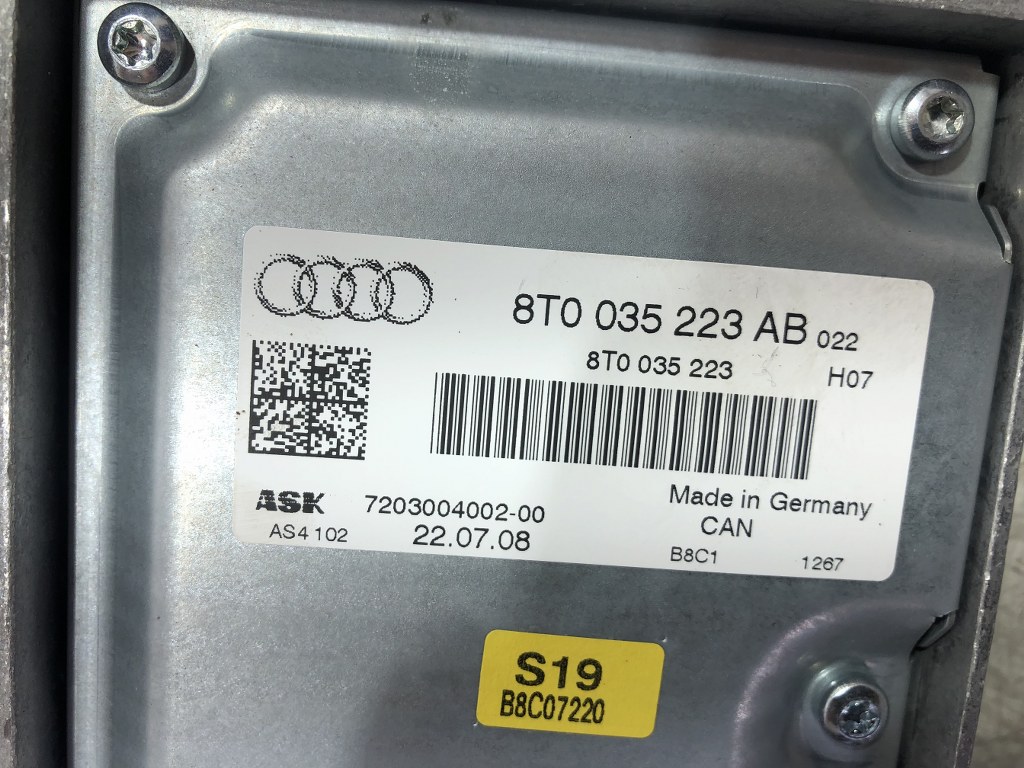 8T0 035 223 AB 022
8T0 035 223 H07
ASK 7203004002-00 Made in Germany
AS4 102 22.07.08 CAN
B8C1 1267
S19
B8C07220